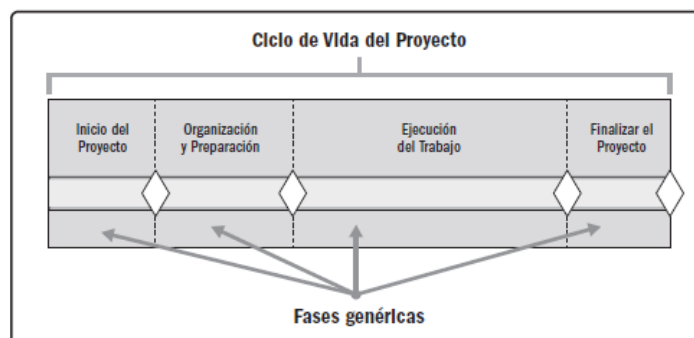 Ciclo de Vida del Proyecto
Inicio del
Proyecto
Organización
y Preparación
Ejecución
del Trabajo
Finalizar el
Proyecto
Fases genéricas